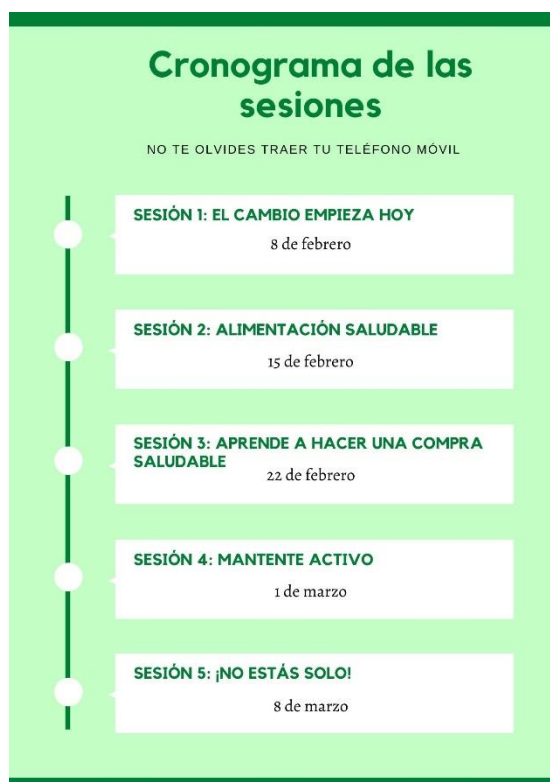 Cronograma de las
sesiones
NO TE OLVIDES TRAER TU TELÉFONO MÓVIL
SESIÓN 1: EL CAMBIO EMPIEZA HOY
8 de febrero
SESIÓN 2: ALIMENTACIÓN SALUDABLE
15 de febrero
SESIÓN 3: APRENDE A HACER UNA COMPRA
SALUDABLE
22 de febrero
SESIÓN 4: MANTENTE ACTIVO
1 de marzo
SESIÓN 5: ¡NO ESTÁS SOLO!
8 de marzo